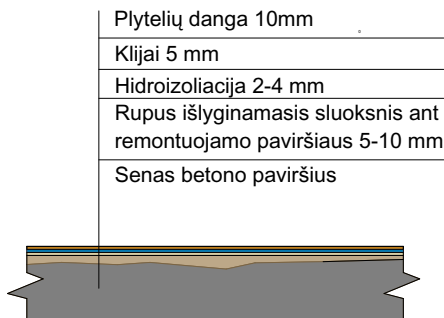 Plytelių danga 10mm
Klijai 5 mm
Hidroizoliacija 2-4 mm
Rupus išlyginamasis sluoksnis ant
remontuojamo paviršiaus 5-10 mm
Senas betono paviršius